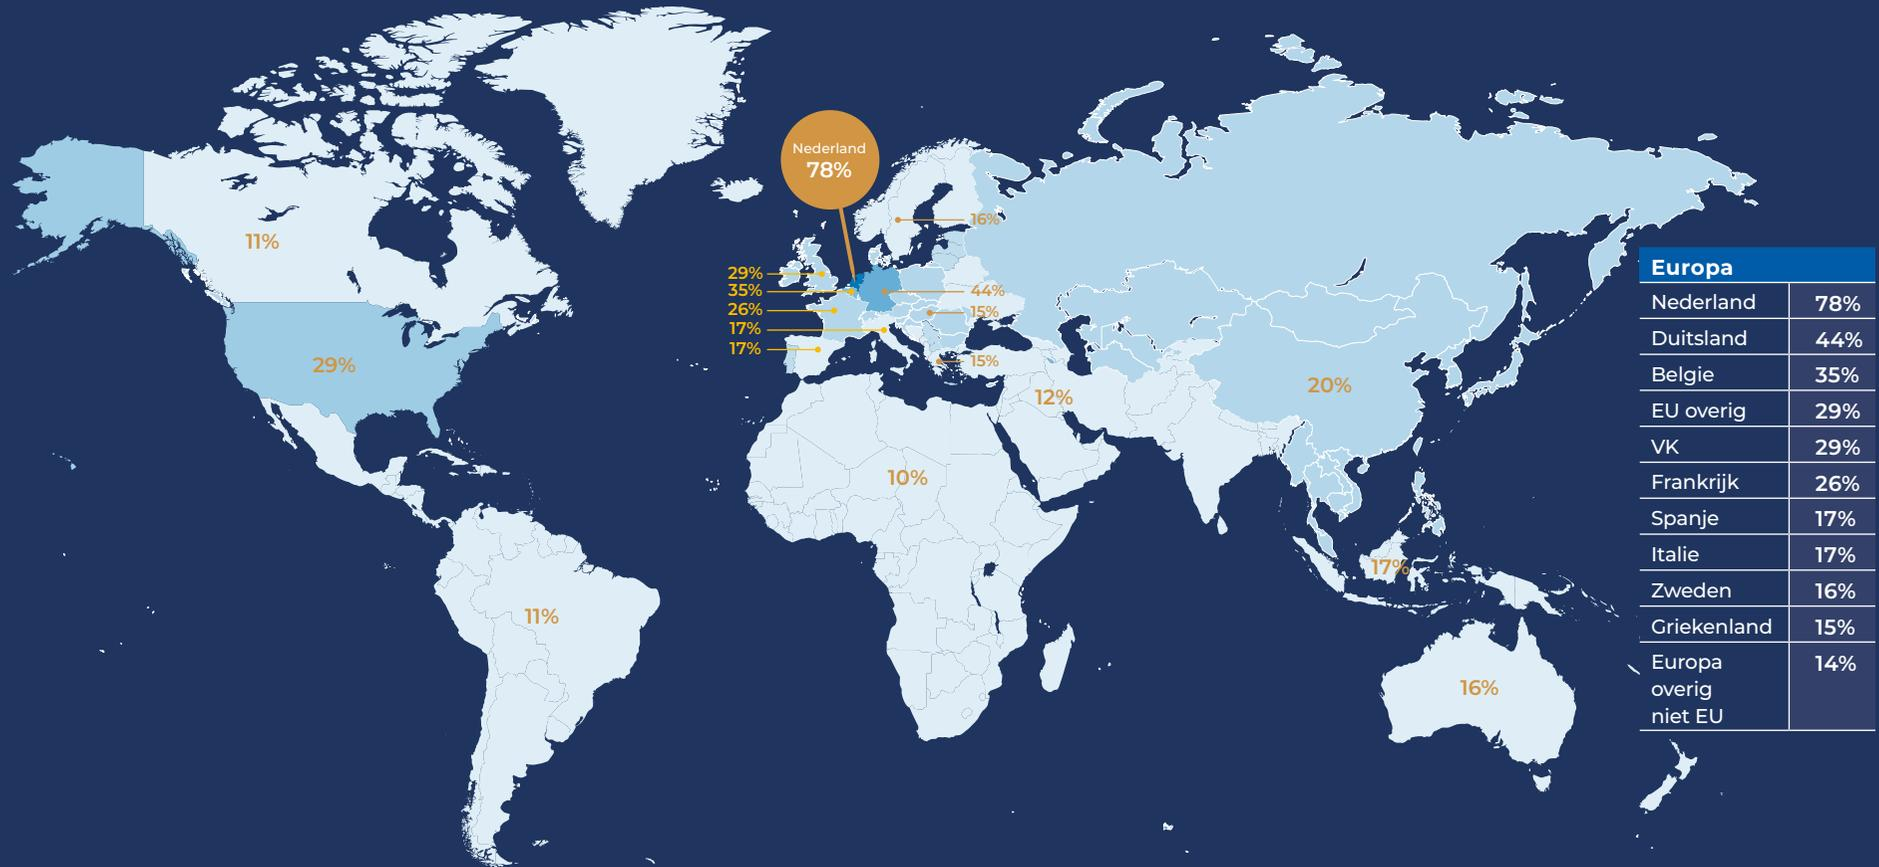 Nederland
78%
16%
11%
29%
35%
44%
26%
15%
17%
17%
15%
29%
20%
12%
10%
17%
11%
16%
Europa
Nederland 78%
Duitsland 44%
Belgie 35%
EU overig 29%
VK 29%
Frankrijk 26%
Spanje 17%
Italie 17%
Zweden 16%
Griekenland 15%
Europa 14%
overig
niet EU